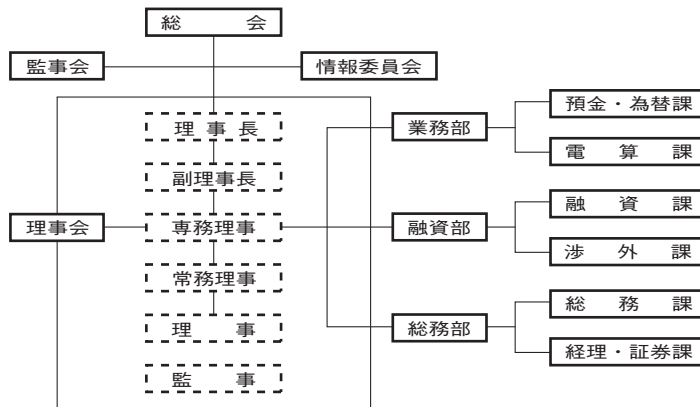 総　　会
監事会
情報委員会
理 事 長
副理事長
理事会
専務理事
常務理事
理　　事
監　　事
業務部
預金・為替課
電　算　課
融資部
融　資　課
渉　外　課
総務部
総　務　課
経理・証券課